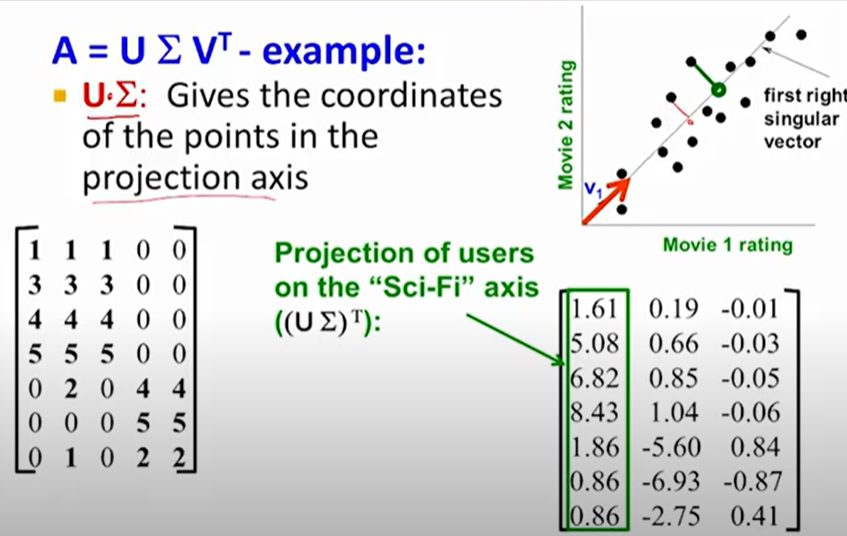 A = U Σ Vᵀ - example:
▪ U·Σ: Gives the coordinates
of the points in the
projection axis
Movie 2 rating
first right
singular
vector
V₁
Movie 1 rating
1 1 1 0 0
3 3 3 0 0
4 4 4 0 0
5 5 5 0 0
0 2 0 4 4
0 0 0 5 5
0 1 0 2 2
Projection of users
on the “Sci-Fi” axis
((U Σ)ᵀ):
1.61 0.19 -0.01
5.08 0.66 -0.03
6.82 0.85 -0.05
8.43 1.04 -0.06
1.86 -5.60 0.84
0.86 -6.93 -0.87
0.86 -2.75 0.41